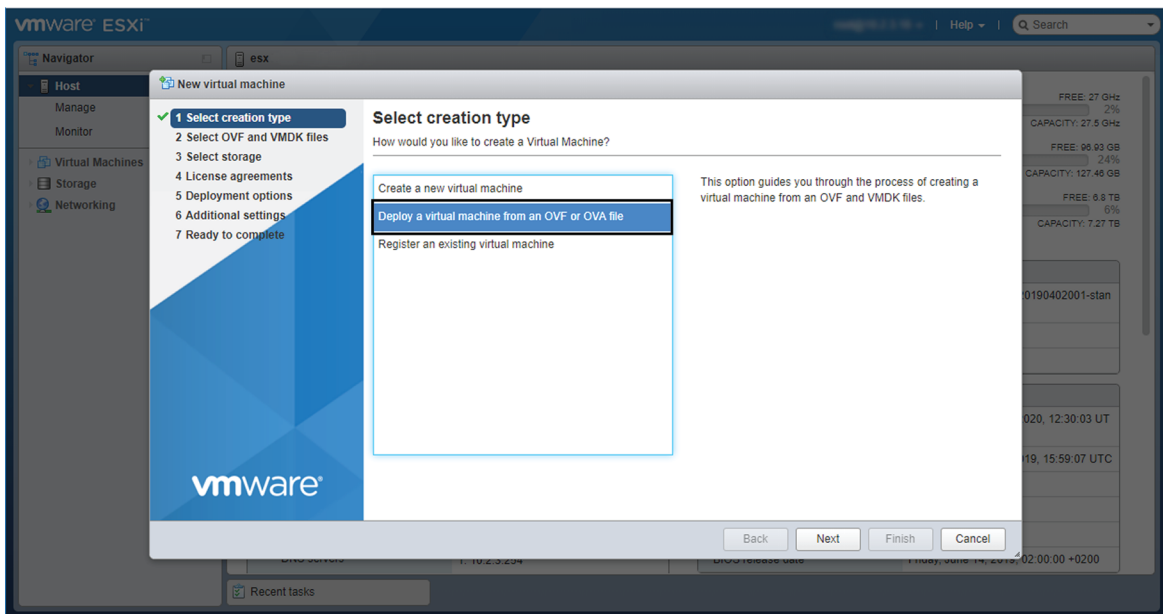 vmware ESXi™
Help
Search
Navigator
esx
Host
Manage
Monitor
Virtual Machines
Storage
Networking
New virtual machine
1 Select creation type
2 Select OVF and VMDK files
3 Select storage
4 License agreements
5 Deployment options
6 Additional settings
7 Ready to complete
vmware®
Select creation type
How would you like to create a Virtual Machine?
Create a new virtual machine
Deploy a virtual machine from an OVF or OVA file
Register an existing virtual machine
This option guides you through the process of creating a
virtual machine from an OVF and VMDK files.
Back Next Finish Cancel
FREE: 27 GHz
2%
CAPACITY: 27.5 GHz
FREE: 96.93 GB
24%
CAPACITY: 127.46 GB
FREE: 6.8 TB
6%
CAPACITY: 7.27 TB
20190402001-stan
020, 12:30:03 UT
019, 15:59:07 UTC
DNS servers
1. 10.2.3.254
BIOS release date
Friday, June 14, 2019, 02:00:00 +0200
Recent tasks